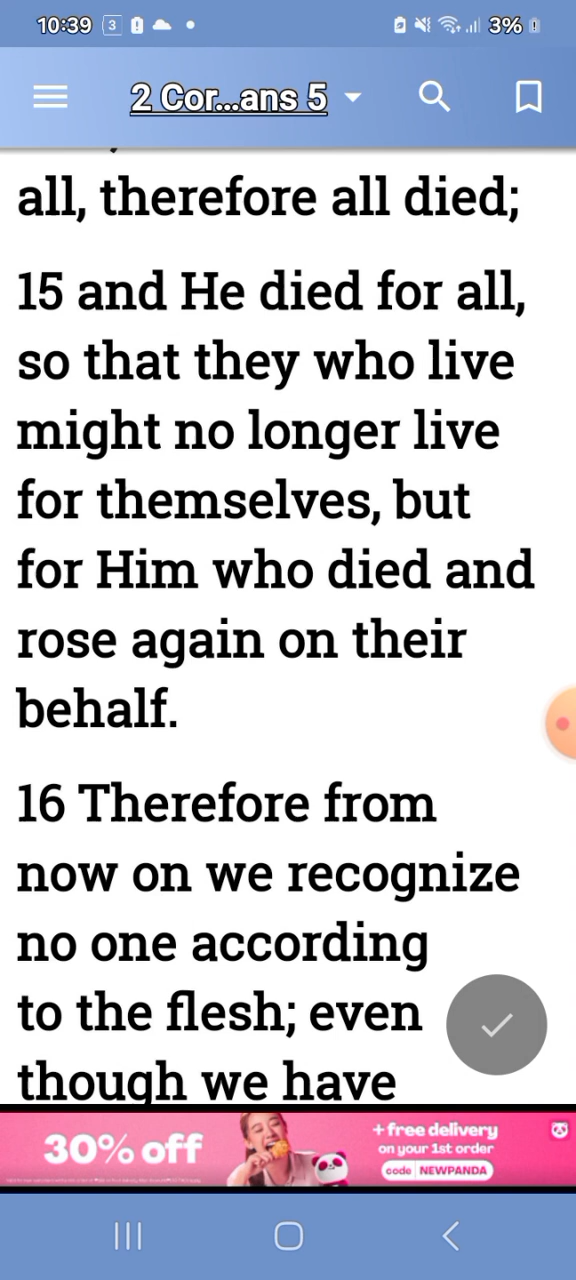 10:39 3 3%
2 Cor...ans 5
all, therefore all died;
15 and He died for all,
so that they who live
might no longer live
for themselves, but
for Him who died and
rose again on their
behalf.
16 Therefore from
now on we recognize
no one according
to the flesh; even
though we have
30% off
+ free delivery
on your 1st order
code NEWPANDA